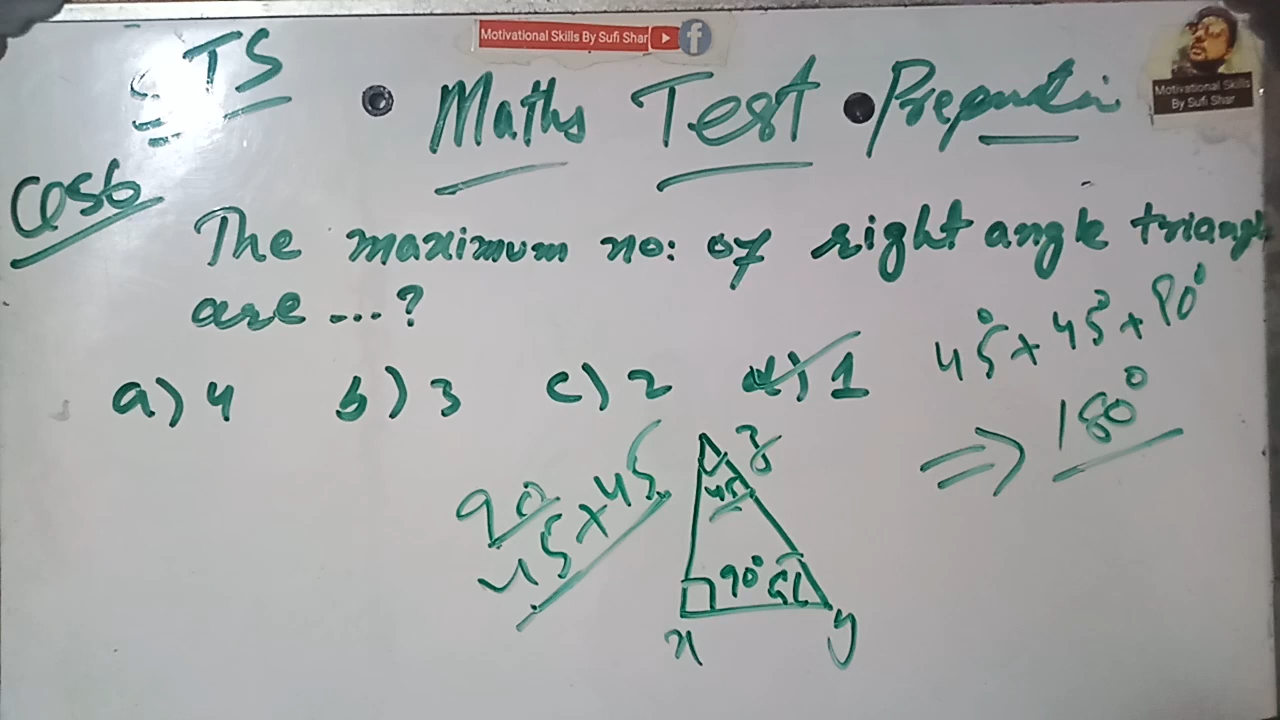 Motivational Skills By Sufi Shar
Motivational Skills
By Sufi Shar
TS
Maths Test
The maximum no: of right angle triangle
are ...?
a) 4 b) 3 c) 2 d) 1
45° + 45° + 90°
⇒ 180°
90
45 + 45
z
45
90°
x y